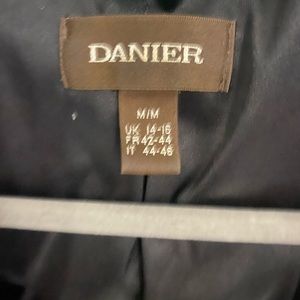 DANIER
M/M
UK 14-16
FR 42-44
IT 44-46